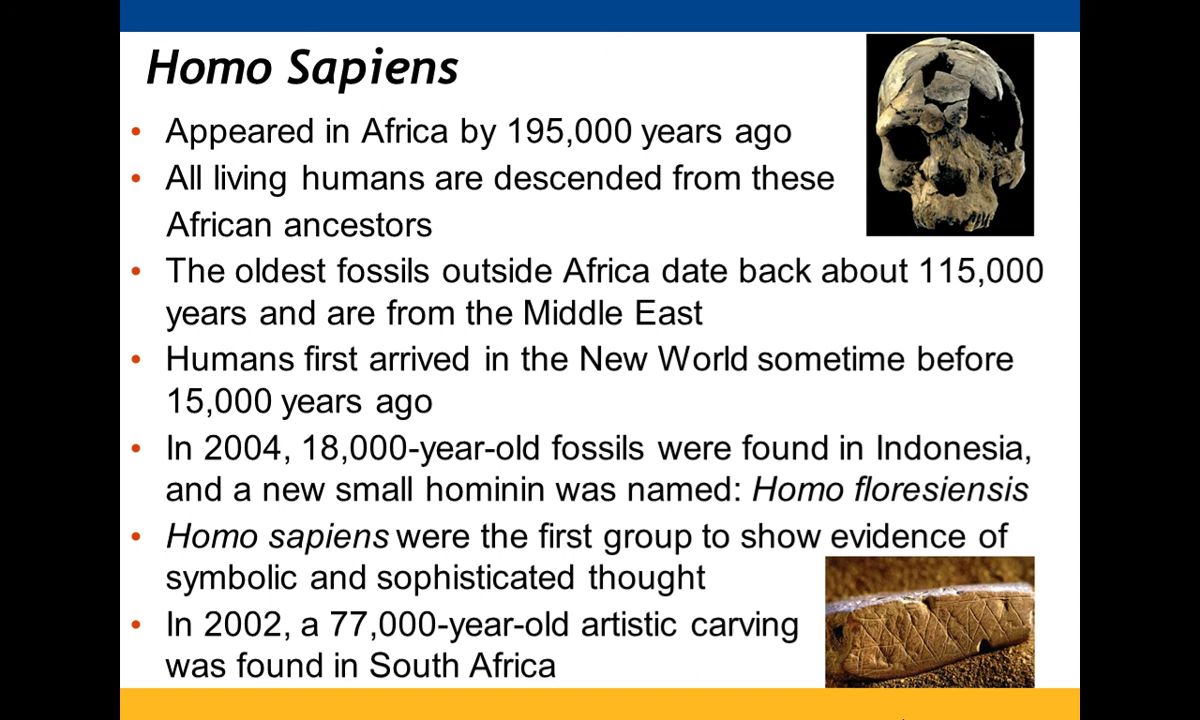 Homo Sapiens
• Appeared in Africa by 195,000 years ago
• All living humans are descended from these
African ancestors
• The oldest fossils outside Africa date back about 115,000
years and are from the Middle East
• Humans first arrived in the New World sometime before
15,000 years ago
• In 2004, 18,000-year-old fossils were found in Indonesia,
and a new small hominin was named: Homo floresiensis
• Homo sapiens were the first group to show evidence of
symbolic and sophisticated thought
• In 2002, a 77,000-year-old artistic carving
was found in South Africa